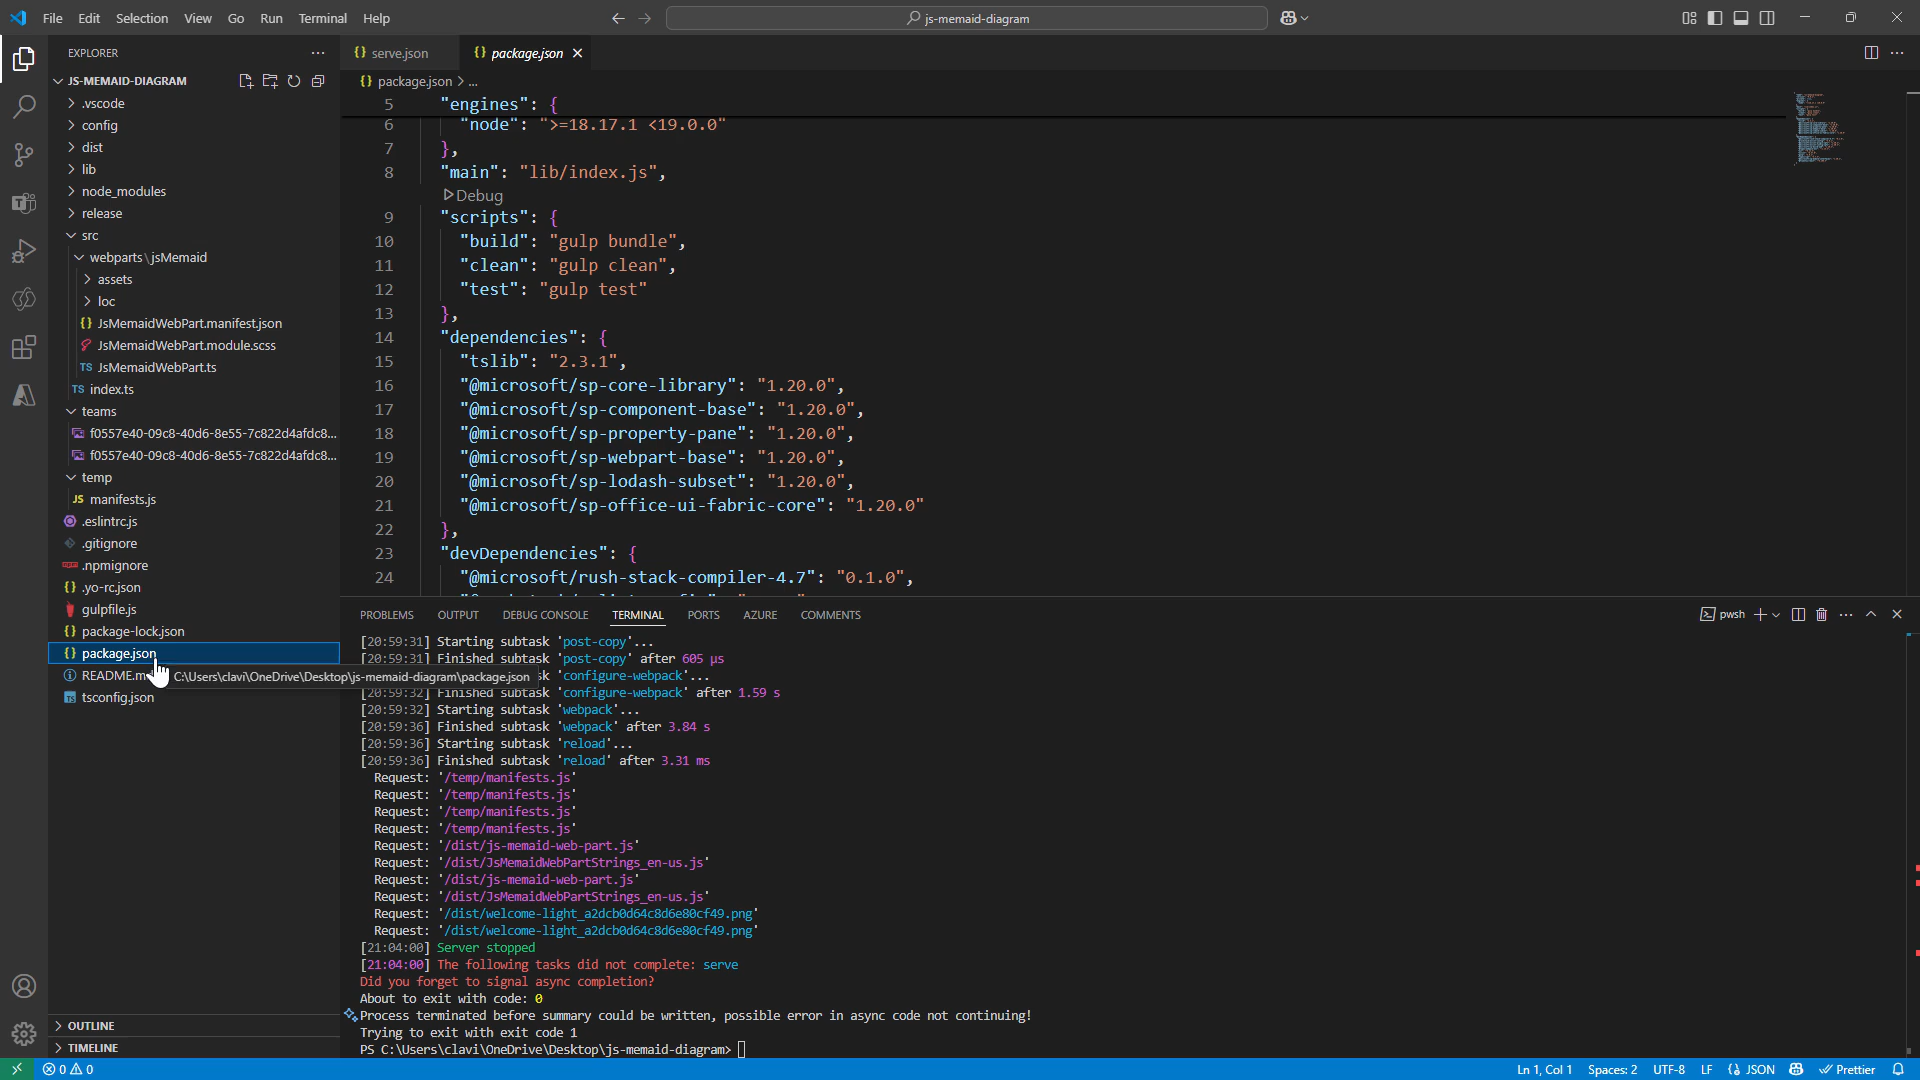 File Edit Selection View Go Run Terminal Help
js-memaid-diagram
EXPLORER
serve.json
package.json
JS-MEMAID-DIAGRAM
package.json > ...
.vscode
config
dist
lib
node_modules
release
src
webparts\jsMemaid
assets
loc
JsMemaidWebPart.manifest.json
JsMemaidWebPart.module.scss
JsMemaidWebPart.ts
index.ts
teams
f0557e40-09c8-40d6-8e55-7c822d4afdc8...
f0557e40-09c8-40d6-8e55-7c822d4afdc8...
temp
manifests.js
.eslintrc.js
.gitignore
.npmignore
.yo-rc.json
gulpfile.js
package-lock.json
package.json
README.m
tsconfig.json
C:\Users\clavi\OneDrive\Desktop\js-memaid-diagram\package.json
OUTLINE
TIMELINE
5 "engines": {
6 "node": ">=18.17.1 <19.0.0"
7 },
8 "main": "lib/index.js",
Debug
9 "scripts": {
10 "build": "gulp bundle",
11 "clean": "gulp clean",
12 "test": "gulp test"
13 },
14 "dependencies": {
15 "tslib": "2.3.1",
16 "@microsoft/sp-core-library": "1.20.0",
17 "@microsoft/sp-component-base": "1.20.0",
18 "@microsoft/sp-property-pane": "1.20.0",
19 "@microsoft/sp-webpart-base": "1.20.0",
20 "@microsoft/sp-lodash-subset": "1.20.0",
21 "@microsoft/sp-office-ui-fabric-core": "1.20.0"
22 },
23 "devDependencies": {
24 "@microsoft/rush-stack-compiler-4.7": "0.1.0",
PROBLEMS OUTPUT DEBUG CONSOLE TERMINAL PORTS AZURE COMMENTS
pwsh
[20:59:31] Starting subtask 'post-copy'...
[20:59:31] Finished subtask 'post-copy' after 605 µs
sk 'configure-webpack'...
[20:59:32] Finished subtask 'configure-webpack' after 1.59 s
[20:59:32] Starting subtask 'webpack'...
[20:59:36] Finished subtask 'webpack' after 3.84 s
[20:59:36] Starting subtask 'reload'...
[20:59:36] Finished subtask 'reload' after 3.31 ms
Request: '/temp/manifests.js'
Request: '/temp/manifests.js'
Request: '/temp/manifests.js'
Request: '/temp/manifests.js'
Request: '/dist/js-memaid-web-part.js'
Request: '/dist/JsMemaidWebPartStrings_en-us.js'
Request: '/dist/js-memaid-web-part.js'
Request: '/dist/JsMemaidWebPartStrings_en-us.js'
Request: '/dist/welcome-light_a2dcb0d64c8d6e80cf49.png'
Request: '/dist/welcome-light_a2dcb0d64c8d6e80cf49.png'
[21:04:00] Server stopped
[21:04:00] The following tasks did not complete: serve
Did you forget to signal async completion?
About to exit with code: 0
Process terminated before summary could be written, possible error in async code not continuing!
Trying to exit with exit code 1
PS C:\Users\clavi\OneDrive\Desktop\js-memaid-diagram>
0 0
Ln 1, Col 1 Spaces: 2 UTF-8 LF {} JSON Prettier